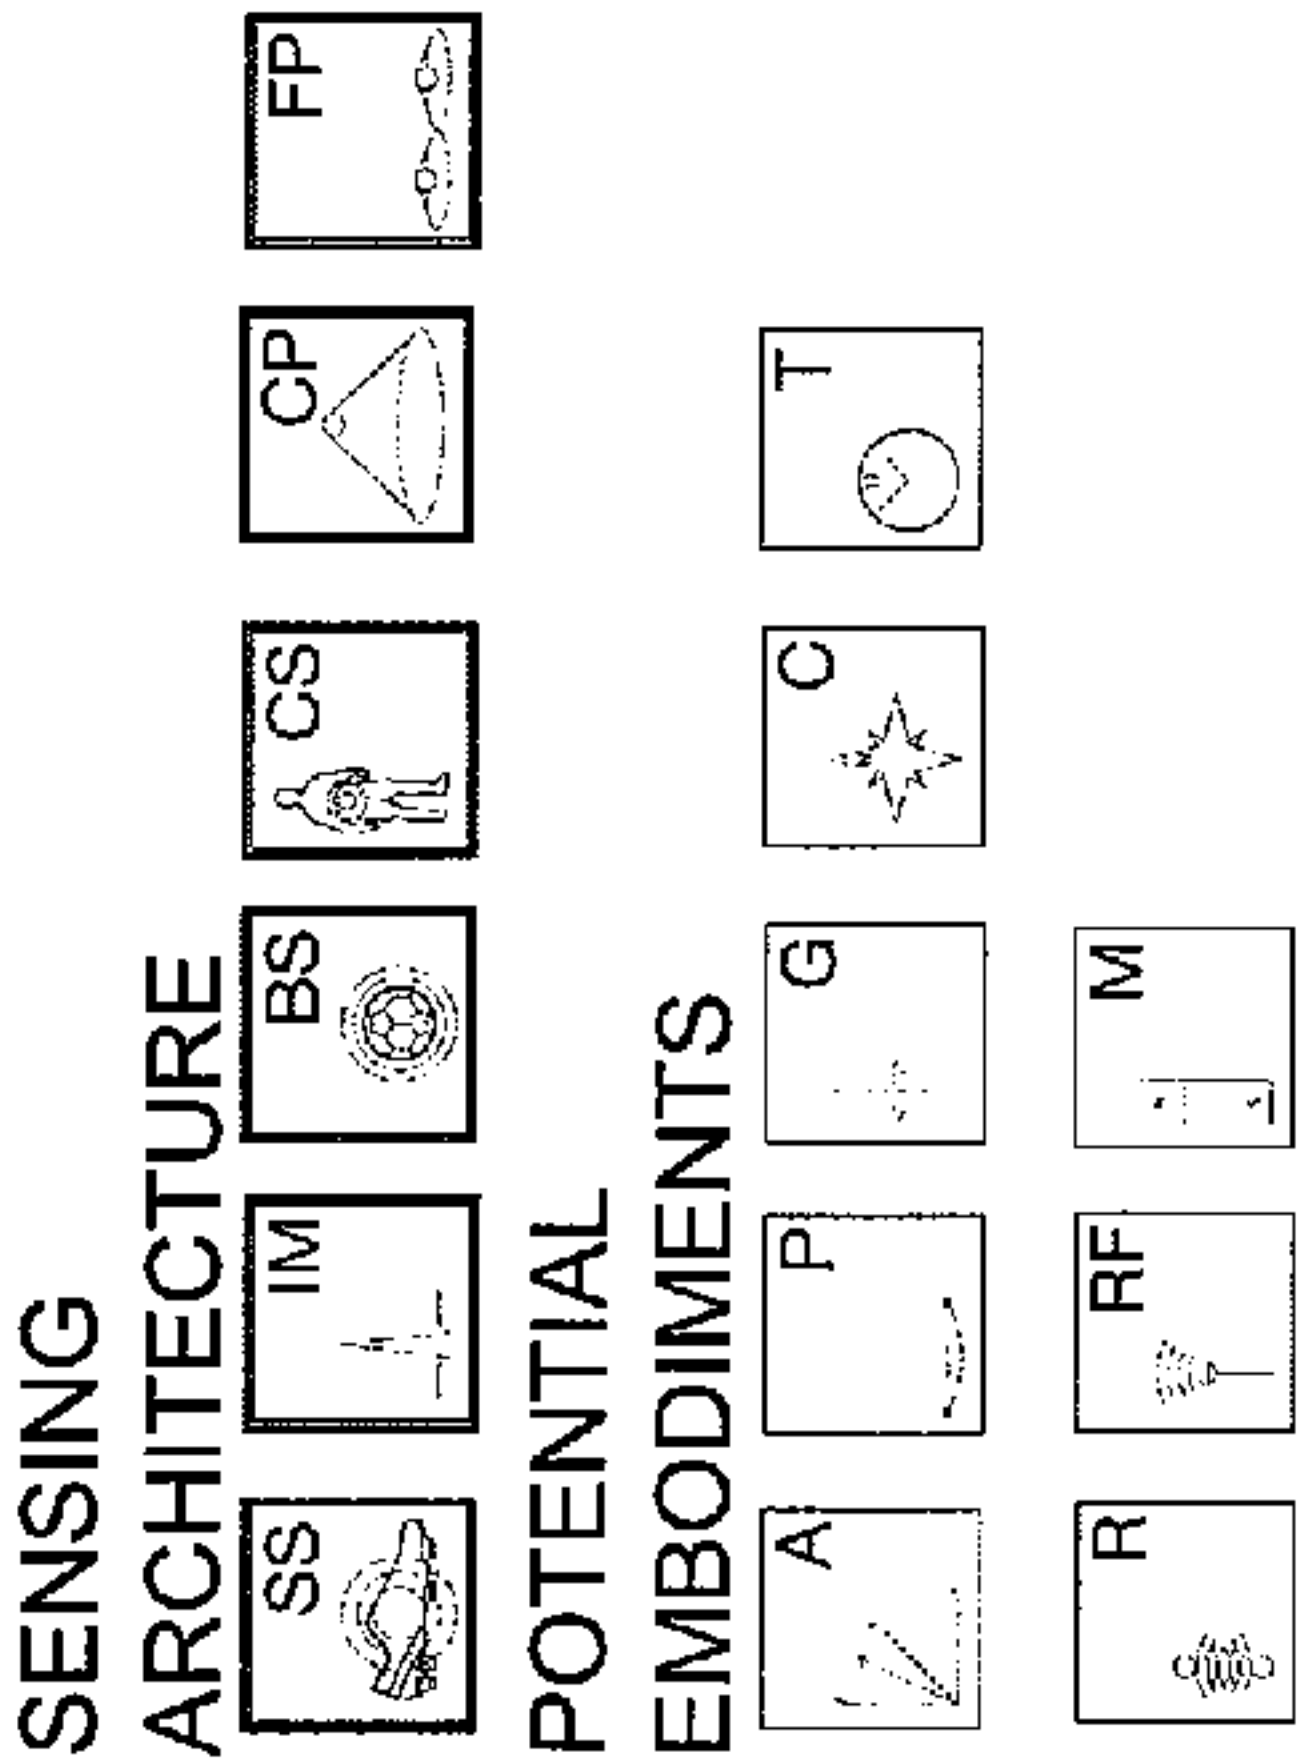 SENSING
ARCHITECTURE
SS IM BS CS CP FP
POTENTIAL
EMBODIMENTS
A P G C T
R RF M